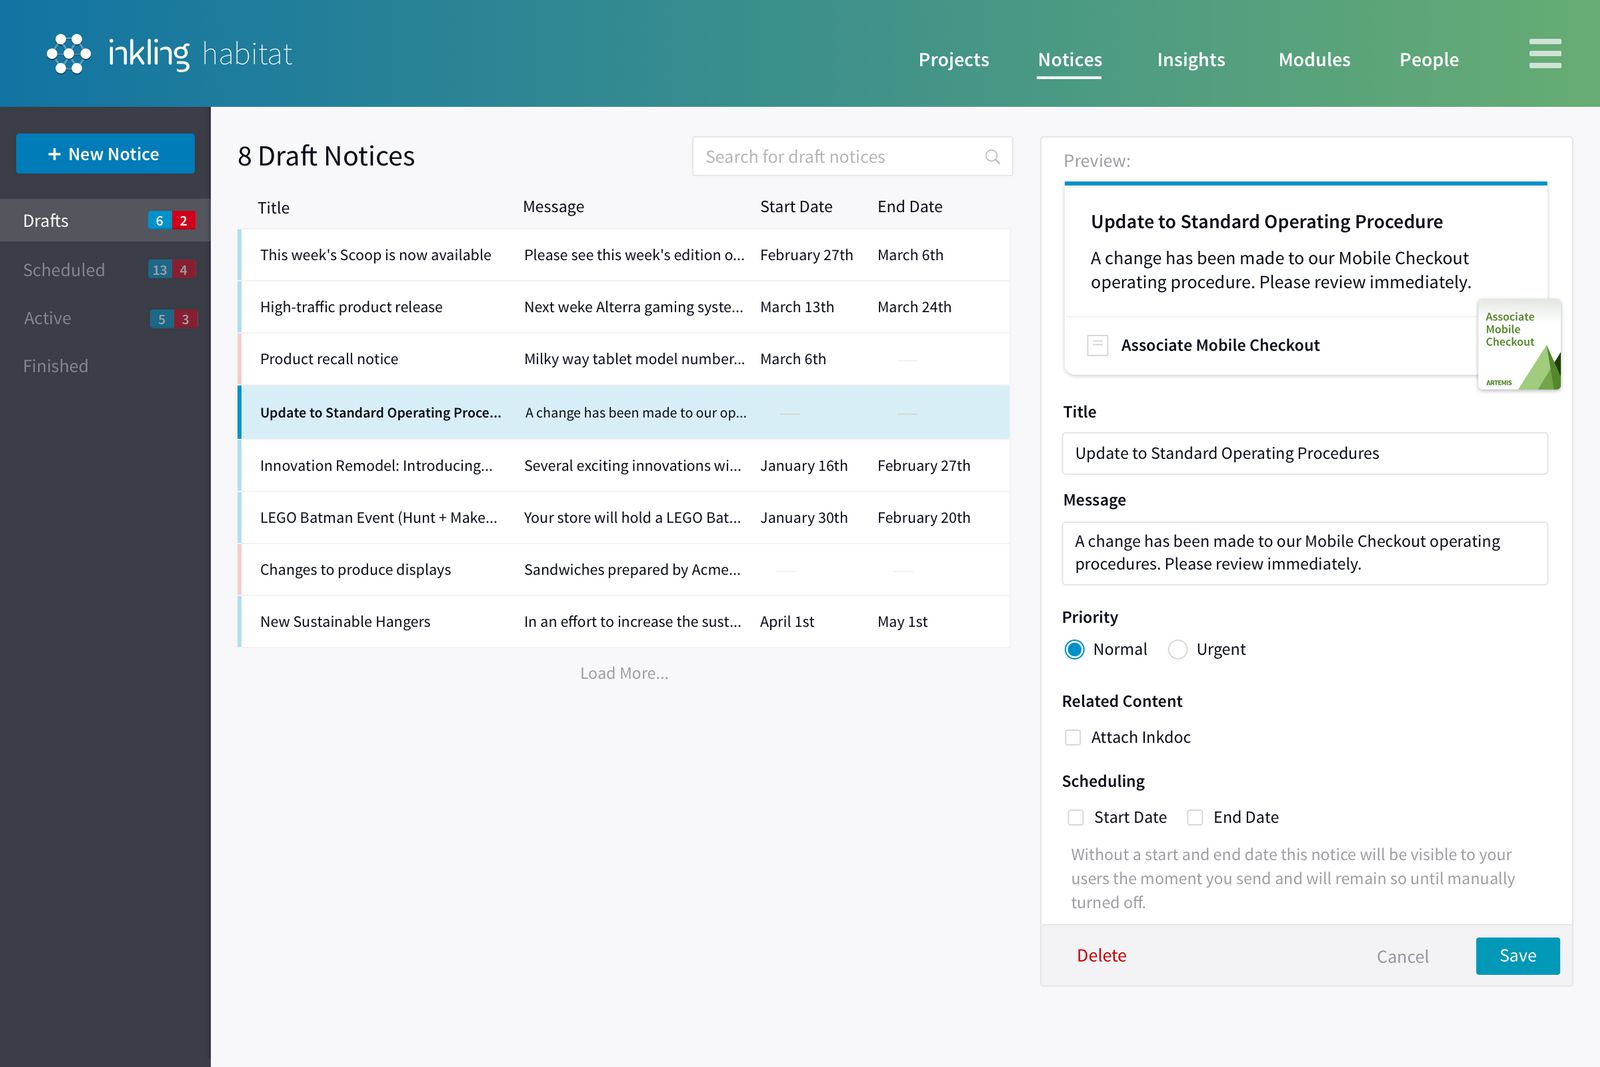 inkling habitat
Projects
Notices
Insights
Modules
People
+ New Notice
Drafts 6 2
Scheduled 13 4
Active 5 3
Finished
8 Draft Notices
Search for draft notices
Title Message Start Date End Date
This week's Scoop is now available Please see this week's edition o... February 27th March 6th
High-traffic product release Next weke Alterra gaming syste... March 13th March 24th
Product recall notice Milky way tablet model number... March 6th —
Update to Standard Operating Proce... A change has been made to our op... — —
Innovation Remodel: Introducing... Several exciting innovations wi... January 16th February 27th
LEGO Batman Event (Hunt + Make... Your store will hold a LEGO Bat... January 30th February 20th
Changes to produce displays Sandwiches prepared by Acme... — —
New Sustainable Hangers In an effort to increase the sust... April 1st May 1st
Load More...
Preview:
Update to Standard Operating Procedure
A change has been made to our Mobile Checkout
operating procedure. Please review immediately.
Associate Mobile Checkout
Associate
Mobile
Checkout
ARTEMIS
Title
Update to Standard Operating Procedures
Message
A change has been made to our Mobile Checkout operating
procedures. Please review immediately.
Priority
Normal Urgent
Related Content
Attach Inkdoc
Scheduling
Start Date End Date
Without a start and end date this notice will be visible to your
users the moment you send and will remain so until manually
turned off.
Delete Cancel Save